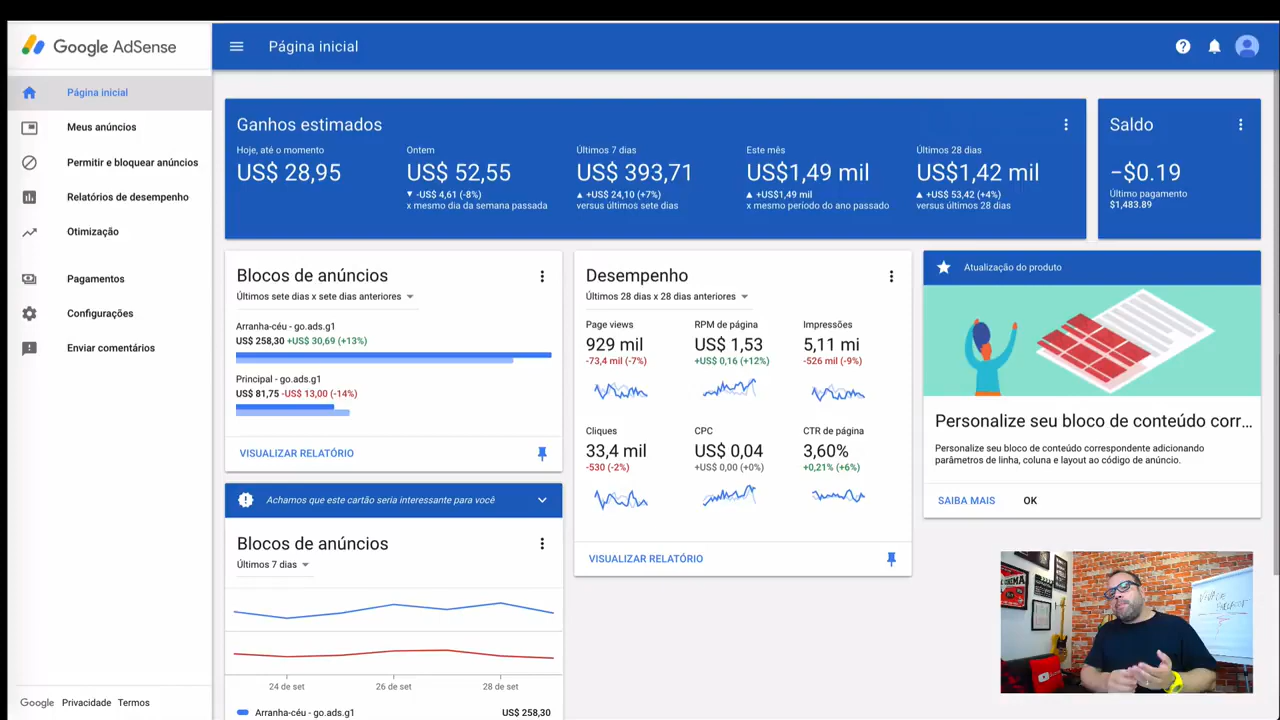 Google AdSense
Página inicial
Página inicial
Meus anúncios
Permitir e bloquear anúncios
Relatórios de desempenho
Otimização
Pagamentos
Configurações
Enviar comentários
Google Privacidade Termos
Ganhos estimados
Hoje, até o momento
US$ 28,95
Ontem
US$ 52,55
-US$ 4,61 (-8%)
x mesmo dia da semana passada
Últimos 7 dias
US$ 393,71
+US$ 24,10 (+7%)
versus últimos sete dias
Este mês
US$1,49 mil
+US$1,49 mil
x mesmo período do ano passado
Últimos 28 dias
US$1,42 mil
+US$ 53,42 (+4%)
versus últimos 28 dias
Saldo
−$0.19
Último pagamento
$1,483.89
Blocos de anúncios
Últimos sete dias x sete dias anteriores
Arranha-céu - go.ads.g1
US$ 258,30 +US$ 30,69 (+13%)
Principal - go.ads.g1
US$ 81,75 -US$ 13,00 (-14%)
VISUALIZAR RELATÓRIO
Achamos que este cartão seria interessante para você
Blocos de anúncios
Últimos 7 dias
24 de set
26 de set
28 de set
Arranha-céu - go.ads.g1 US$ 258,30
Desempenho
Últimos 28 dias x 28 dias anteriores
Page views
929 mil
-73,4 mil (-7%)
RPM de página
US$ 1,53
+US$ 0,16 (+12%)
Impressões
5,11 mi
-526 mil (-9%)
Cliques
33,4 mil
-530 (-2%)
CPC
US$ 0,04
+US$ 0,00 (+0%)
CTR de página
3,60%
+0,21% (+6%)
VISUALIZAR RELATÓRIO
Atualização do produto
Personalize seu bloco de conteúdo corr...
Personalize seu bloco de conteúdo correspondente adicionando
parâmetros de linha, coluna e layout ao código de anúncio.
SAIBA MAIS OK